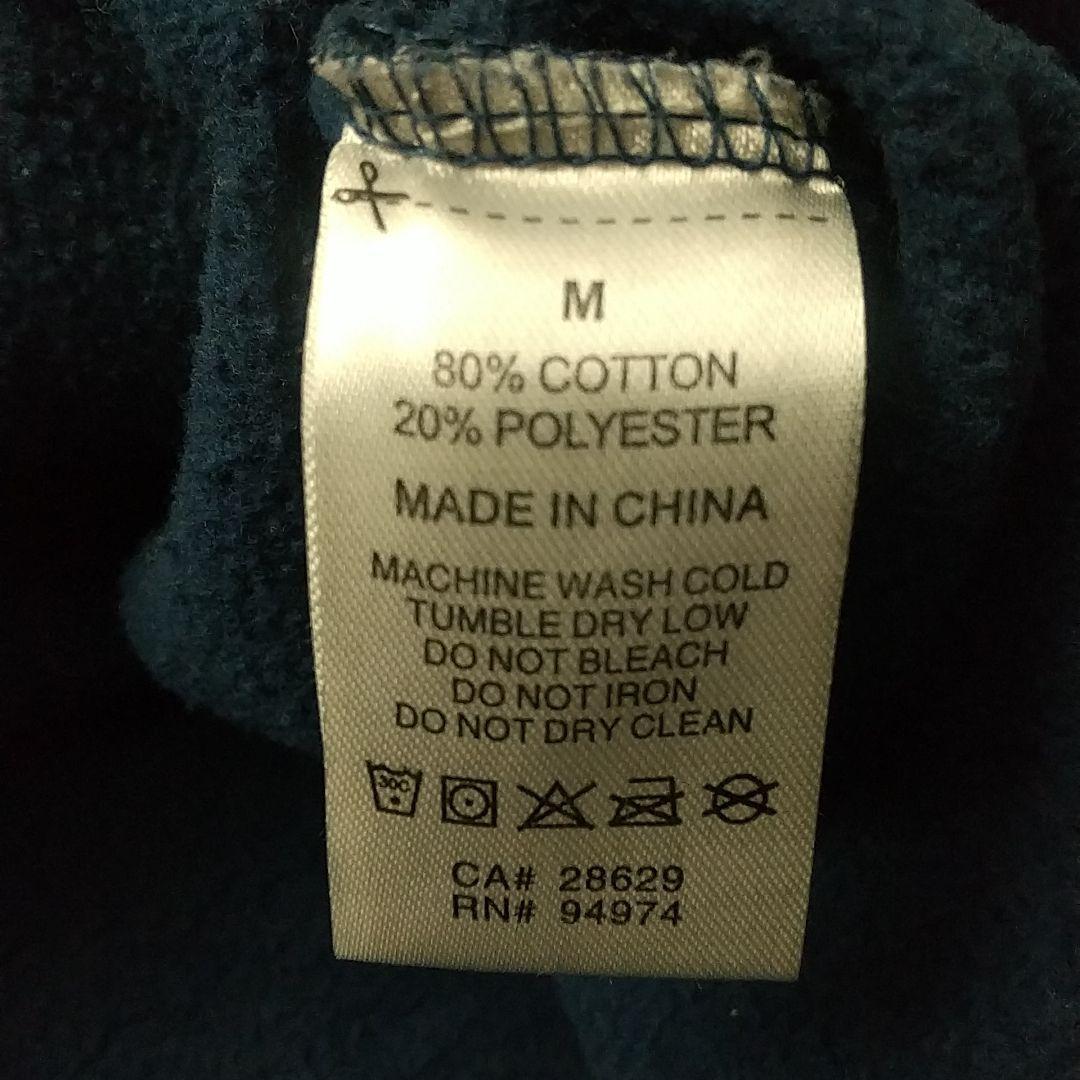 M
80% COTTON
20% POLYESTER
MADE IN CHINA
MACHINE WASH COLD
TUMBLE DRY LOW
DO NOT BLEACH
DO NOT IRON
DO NOT DRY CLEAN
30C
CA# 28629
RN# 94974